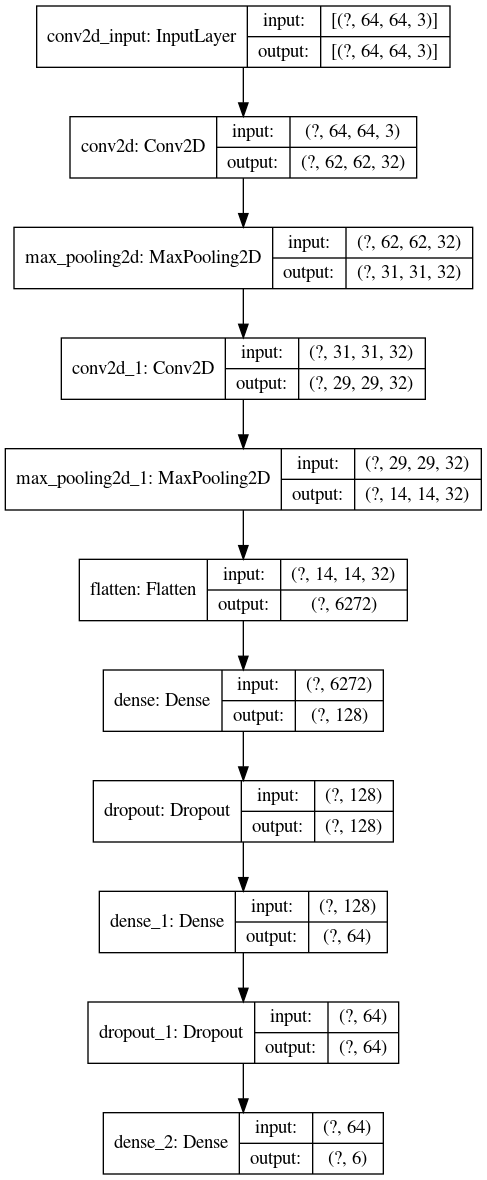 conv2d_input: InputLayer
input: [(?, 64, 64, 3)]
output: [(?, 64, 64, 3)]
conv2d: Conv2D
input: (?, 64, 64, 3)
output: (?, 62, 62, 32)
max_pooling2d: MaxPooling2D
input: (?, 62, 62, 32)
output: (?, 31, 31, 32)
conv2d_1: Conv2D
input: (?, 31, 31, 32)
output: (?, 29, 29, 32)
max_pooling2d_1: MaxPooling2D
input: (?, 29, 29, 32)
output: (?, 14, 14, 32)
flatten: Flatten
input: (?, 14, 14, 32)
output: (?, 6272)
dense: Dense
input: (?, 6272)
output: (?, 128)
dropout: Dropout
input: (?, 128)
output: (?, 128)
dense_1: Dense
input: (?, 128)
output: (?, 64)
dropout_1: Dropout
input: (?, 64)
output: (?, 64)
dense_2: Dense
input: (?, 64)
output: (?, 6)